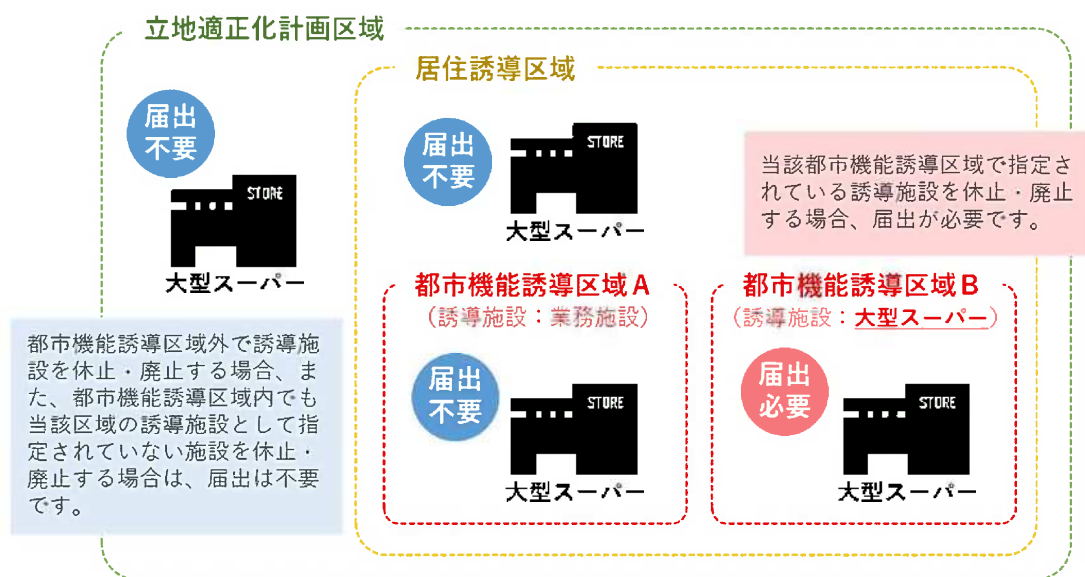 立地適正化計画区域
居住誘導区域
届出
不要
STORE
大型スーパー
届出
不要
STORE
大型スーパー
当該都市機能誘導区域で指定さ
れている誘導施設を休止・廃止
する場合、届出が必要です。
都市機能誘導区域外で誘導施
設を休止・廃止する場合、ま
た、都市機能誘導区域内でも
当該区域の誘導施設として指
定されていない施設を休止・
廃止する場合は、届出は不要
です。
都市機能誘導区域A
（誘導施設：業務施設）
届出
不要
STORE
大型スーパー
都市機能誘導区域B
（誘導施設：大型スーパー）
届出
必要
STORE
大型スーパー